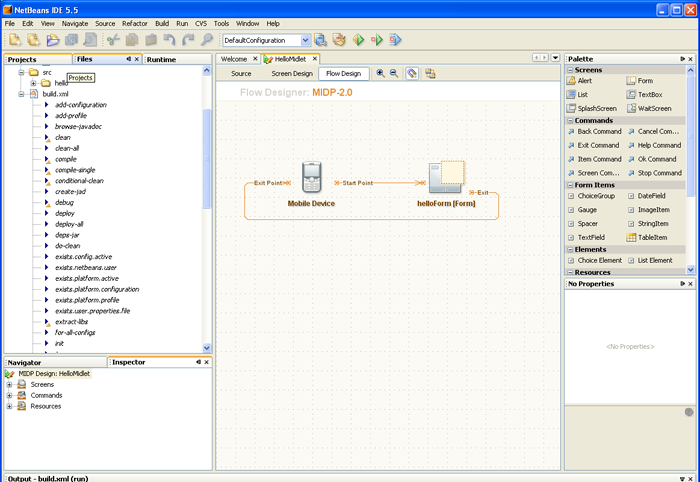 NetBeans IDE 5.5
File Edit View Navigate Source Refactor Build Run CVS Tools Window Help
DefaultConfiguration
Projects Files Runtime
src
hello
Projects
build.xml
add-configuration
add-profile
browse-javadoc
clean
clean-all
compile
compile-single
conditional-clean
create-jad
debug
deploy
deploy-all
deps-jar
do-clean
exists.config.active
exists.netbeans.user
exists.platform.active
exists.platform.configuration
exists.platform.profile
exists.user.properties.file
extract-libs
for-all-configs
init
Navigator Inspector
MIDP Design: HelloMidlet
Screens
Commands
Resources
Welcome HelloMidlet
Source Screen Design Flow Design
Flow Designer: MIDP-2.0
Exit Point Start Point
Exit
Mobile Device helloForm [Form]
Palette
Screens
Alert Form
List TextBox
SplashScreen WaitScreen
Commands
Back Command Cancel Com...
Exit Command Help Command
Item Command Ok Command
Screen Com... Stop Command
Form Items
ChoiceGroup DateField
Gauge ImageItem
Spacer StringItem
TextField TableItem
Elements
Choice Element List Element
Resources
No Properties
<No Properties>
Output - build.xml (run)